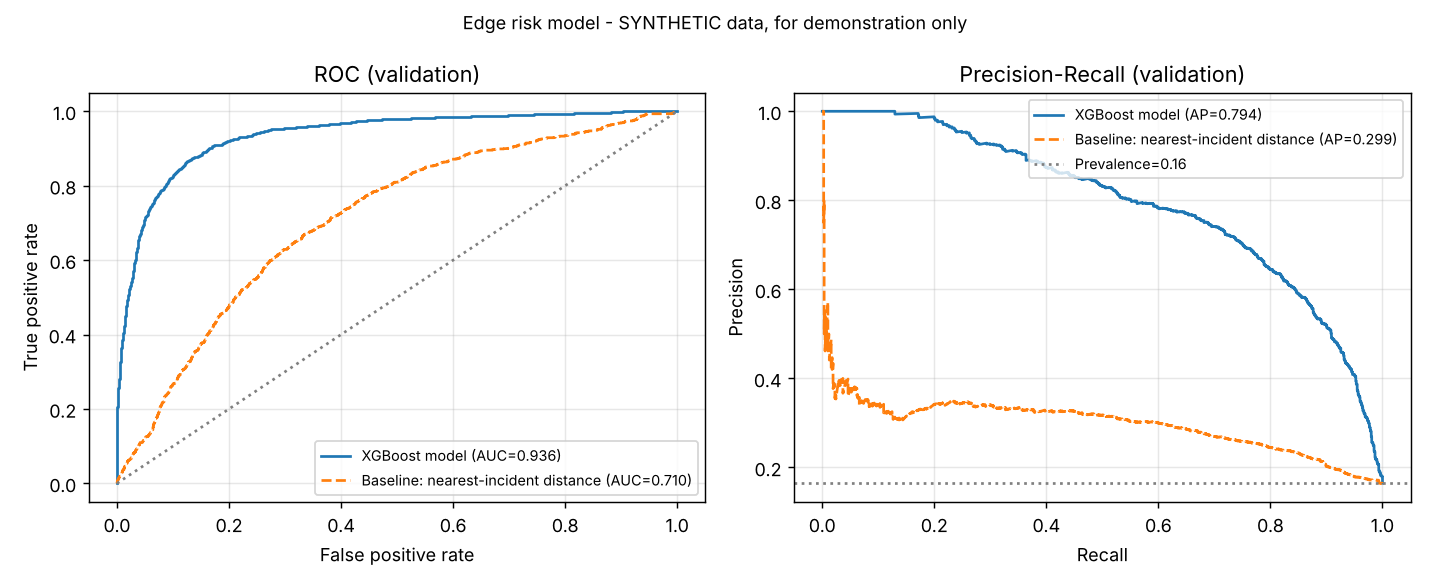 Edge risk model - SYNTHETIC data, for demonstration only
ROC (validation)
True positive rate
1.0
0.8
0.6
0.4
0.2
0.0
0.0 0.2 0.4 0.6 0.8 1.0
False positive rate
XGBoost model (AUC=0.936)
Baseline: nearest-incident distance (AUC=0.710)
Precision-Recall (validation)
Precision
1.0
0.8
0.6
0.4
0.2
0.0 0.2 0.4 0.6 0.8 1.0
Recall
XGBoost model (AP=0.794)
Baseline: nearest-incident distance (AP=0.299)
Prevalence=0.16